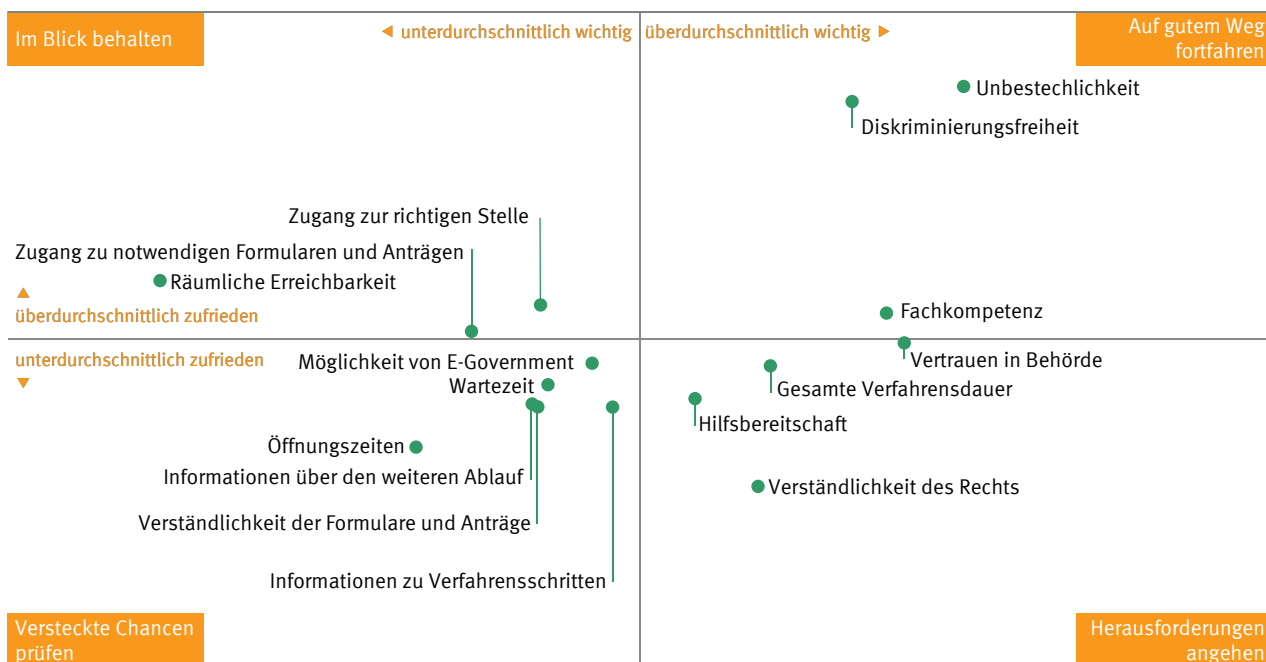 Im Blick behalten
◄ unterdurchschnittlich wichtig
überdurchschnittlich wichtig ►
Auf gutem Weg
fortfahren
Unbestechlichkeit
Diskriminierungsfreiheit
Zugang zur richtigen Stelle
Zugang zu notwendigen Formularen und Anträgen
Räumliche Erreichbarkeit
▲
überdurchschnittlich zufrieden
Fachkompetenz
unterdurchschnittlich zufrieden
▼
Möglichkeit von E-Government
Vertrauen in Behörde
Wartezeit
Gesamte Verfahrensdauer
Hilfsbereitschaft
Öffnungszeiten
Informationen über den weiteren Ablauf
Verständlichkeit des Rechts
Verständlichkeit der Formulare und Anträge
Informationen zu Verfahrensschritten
Versteckte Chancen
prüfen
Herausforderungen
angehen